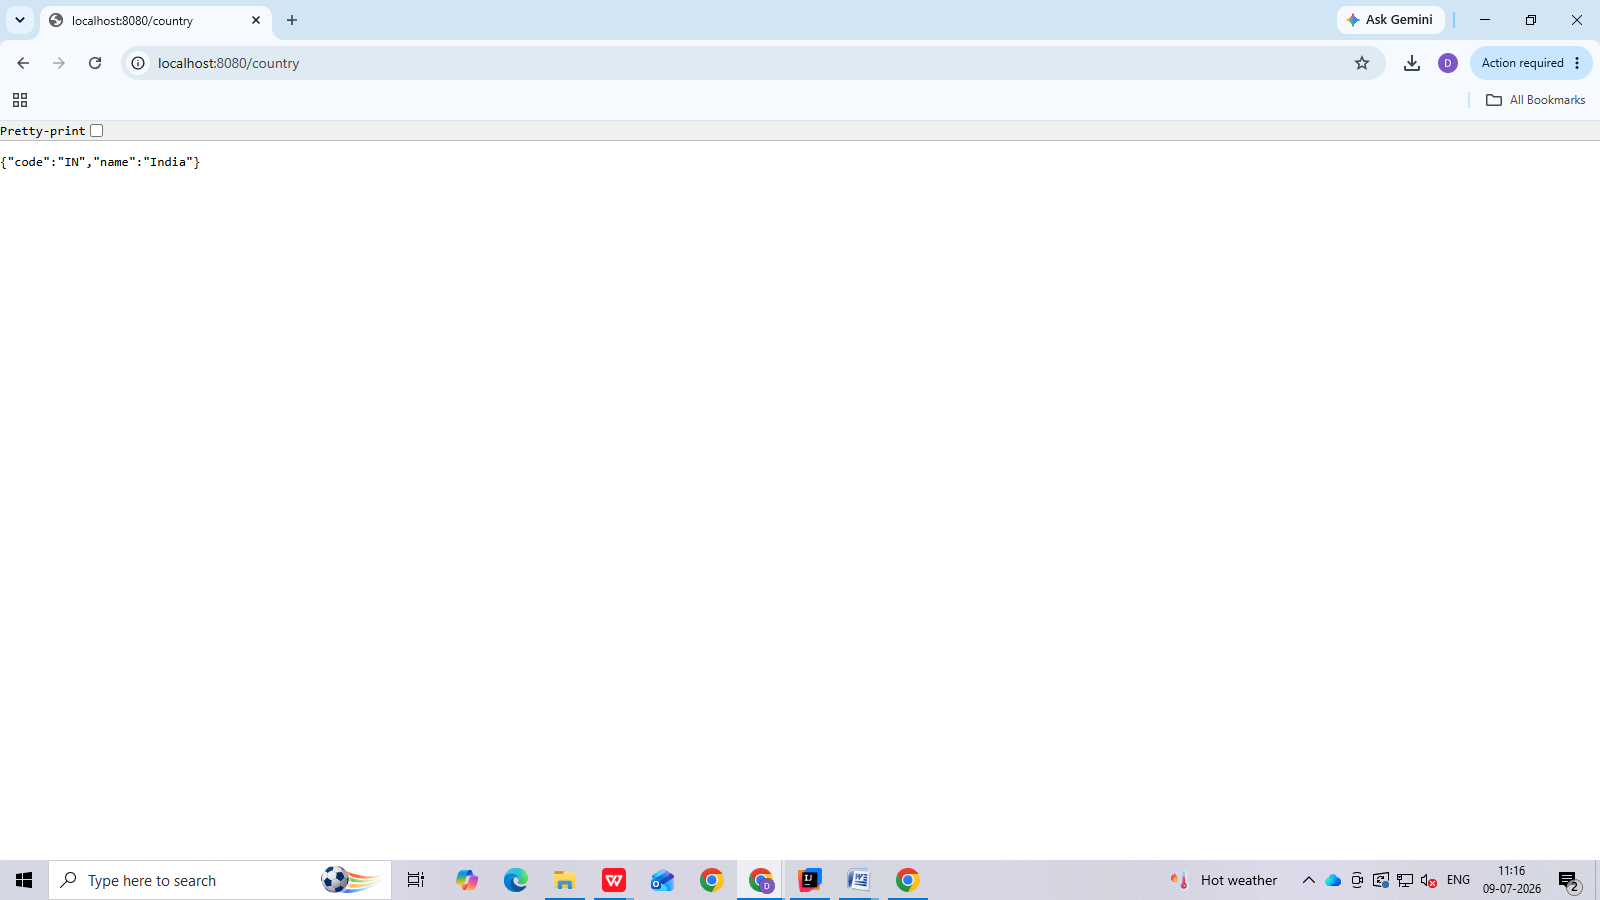 localhost:8080/country
Ask Gemini
localhost:8080/country
D
Action required
All Bookmarks
Pretty-print
{"code":"IN","name":"India"}
Type here to search
W
D
Hot weather
ENG
11:16
09-07-2026
2